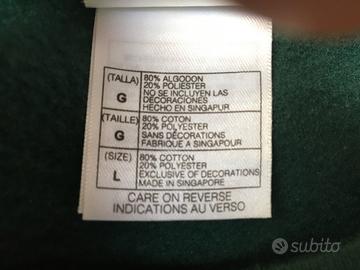 (TALLA)
G
80% ALGODON
20% POLIESTER
NO SE INCLUYEN LAS
DECORACIONES
HECHO EN SINGAPUR
(TAILLE)
G
80% COTON
20% POLYESTER
SANS DÉCORATIONS
FABRIQUE A SINGAPOUR
(SIZE)
L
80% COTTON
20% POLYESTER
EXCLUSIVE OF DECORATIONS
MADE IN SINGAPORE
CARE ON REVERSE
INDICATIONS AU VERSO
subito